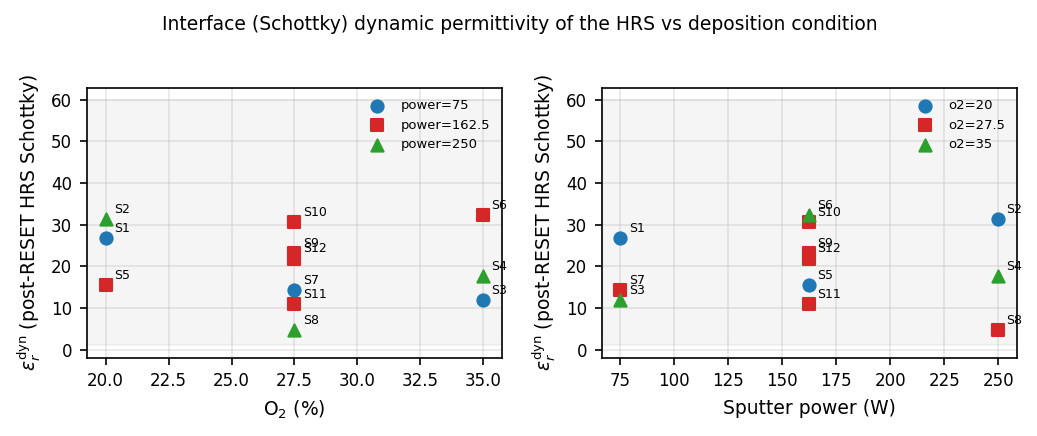 Interface (Schottky) dynamic permittivity of the HRS vs deposition condition
ε_r^dyn (post-RESET HRS Schottky)
60
50
40
30
20
10
0
power=75
power=162.5
power=250
S2
S1
S5
S10
S9
S12
S7
S11
S8
S6
S4
S3
20.0
22.5
25.0
27.5
30.0
32.5
35.0
O₂ (%)
ε_r^dyn (post-RESET HRS Schottky)
60
50
40
30
20
10
0
o2=20
o2=27.5
o2=35
S1
S7
S3
S6
S10
S9
S12
S5
S11
S2
S4
S8
75
100
125
150
175
200
225
250
Sputter power (W)